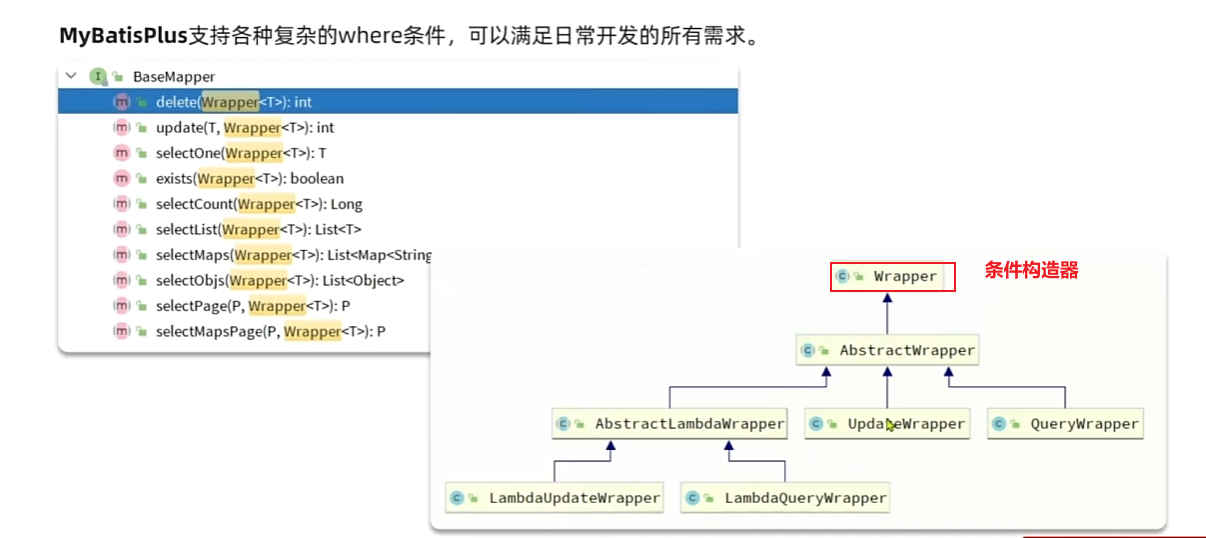 MyBatisPlus支持各种复杂的where条件，可以满足日常开发的所有需求。
BaseMapper
delete(Wrapper<T>): int
update(T, Wrapper<T>): int
selectOne(Wrapper<T>): T
exists(Wrapper<T>): boolean
selectCount(Wrapper<T>): Long
selectList(Wrapper<T>): List<T>
selectMaps(Wrapper<T>): List<Map<String
selectObjs(Wrapper<T>): List<Object>
selectPage(P, Wrapper<T>): P
selectMapsPage(P, Wrapper<T>): P
Wrapper 条件构造器
AbstractWrapper
AbstractLambdaWrapper UpdateWrapper QueryWrapper
LambdaUpdateWrapper LambdaQueryWrapper